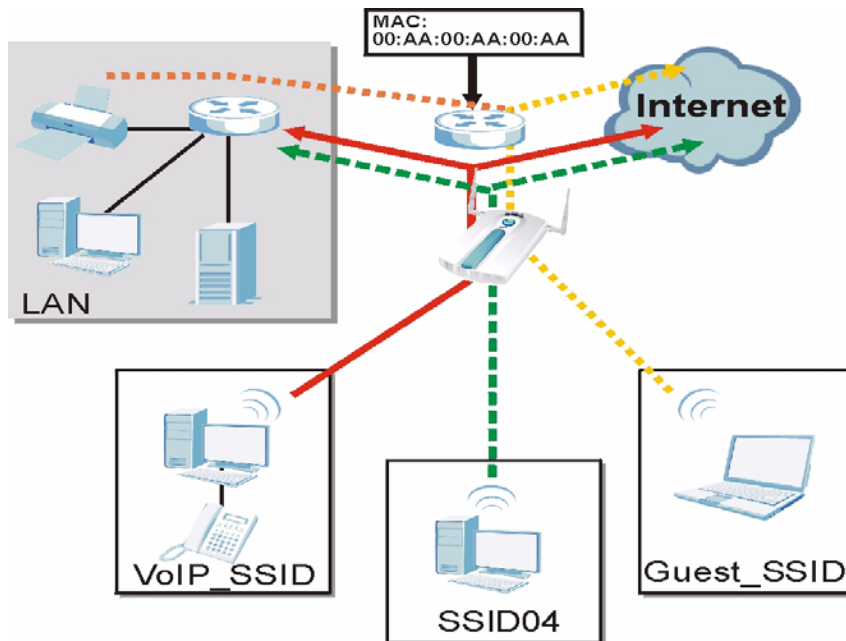 MAC:
00:AA:00:AA:00:AA
Internet
LAN
VoIP_SSID
SSID04
Guest_SSID